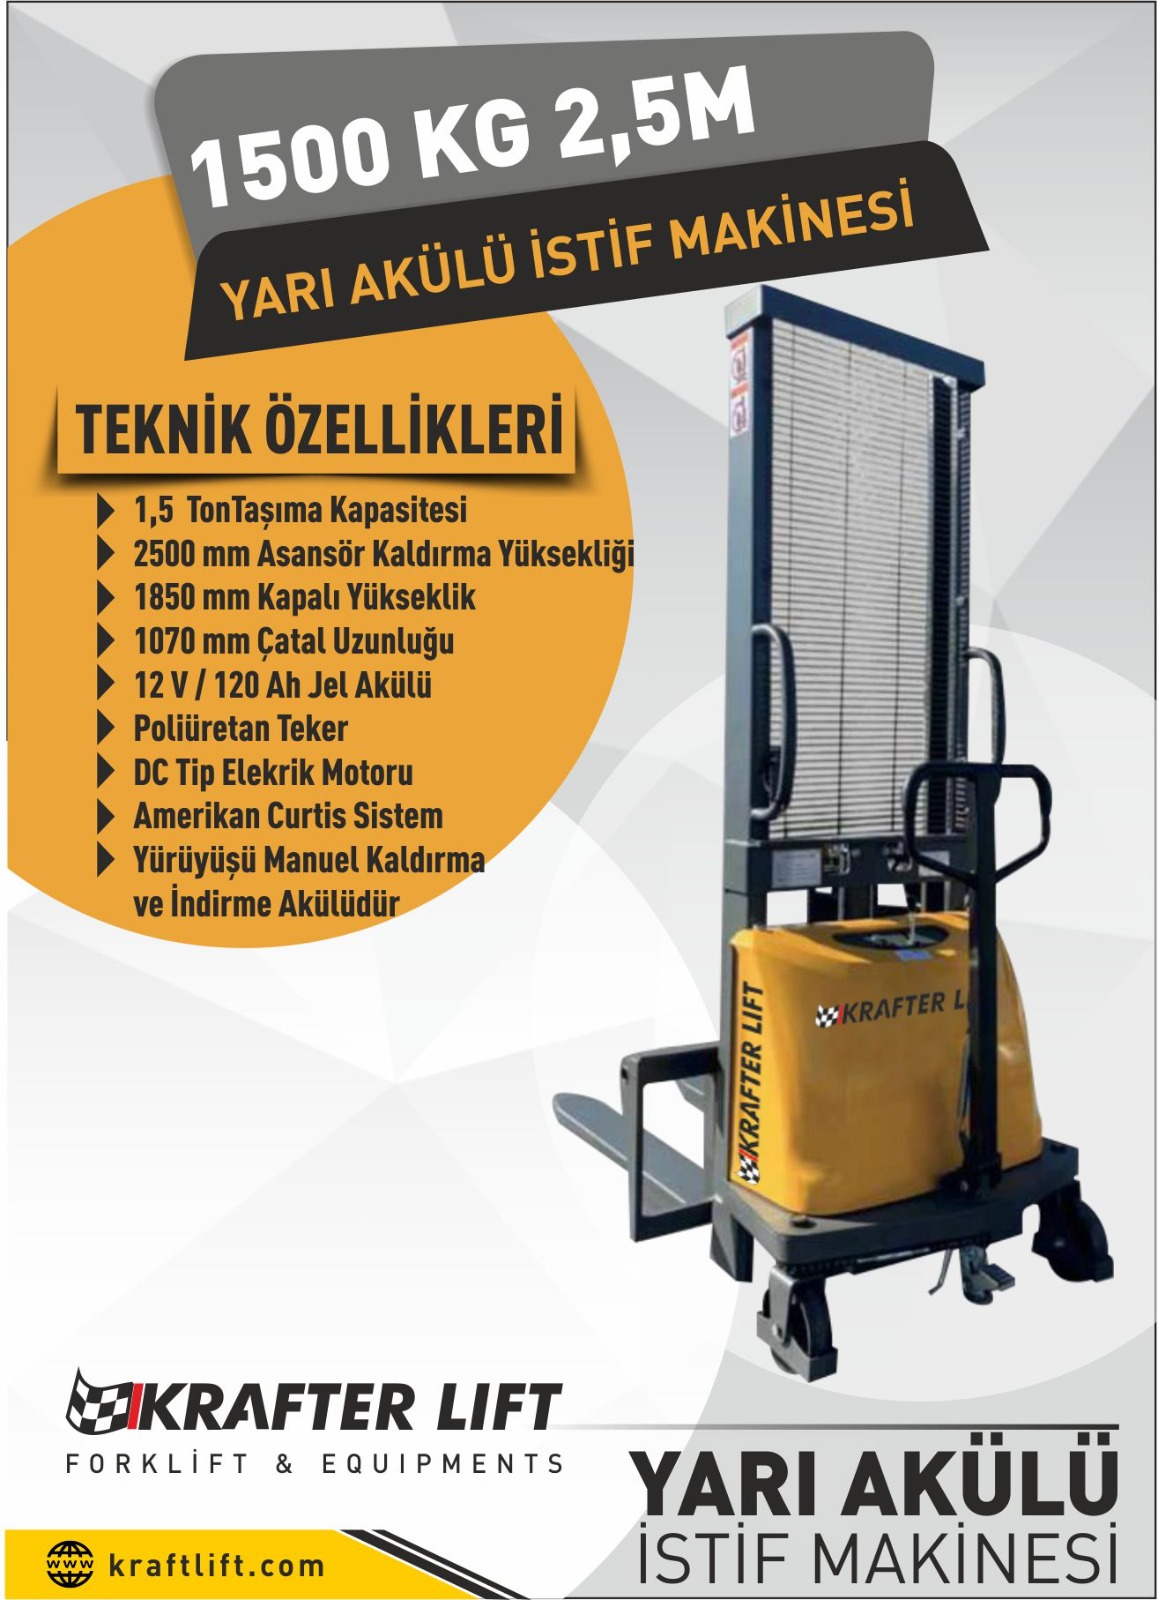 1500 KG 2,5M
YARI AKÜLÜ İSTİF MAKİNESİ
TEKNİK ÖZELLİKLERİ
1,5 TonTaşıma Kapasitesi
2500 mm Asansör Kaldırma Yüksekliği
1850 mm Kapalı Yükseklik
1070 mm Çatal Uzunluğu
12 V / 120 Ah Jel Akülü
Poliüretan Teker
DC Tip Elekrik Motoru
Amerikan Curtis Sistem
Yürüyüşü Manuel Kaldırma
ve İndirme Akülüdür
KRAFTER LIFT
KRAFTER L
KRAFTER LIFT
FORKLİFT & EQUIPMENTS
YARI AKÜLÜ
İSTİF MAKİNESİ
www kraftlift.com